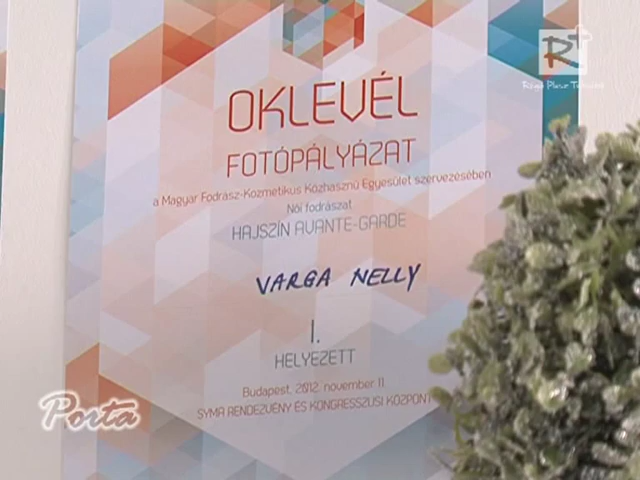 R+
OKLEVÉL
FOTÓPÁLYÁZAT
a Magyar Fodrász-Kozmetikus Közhasznú Egyesület szervezésében
Női fodrászat
HAJSZÍN AVANTE-GARDE
VARGA NELLY
I.
HELYEZETT
Budapest, 2012. november 11.
SYMA RENDEZVÉNY ÉS KONGRESSZUSI KÖZPONT
Porta